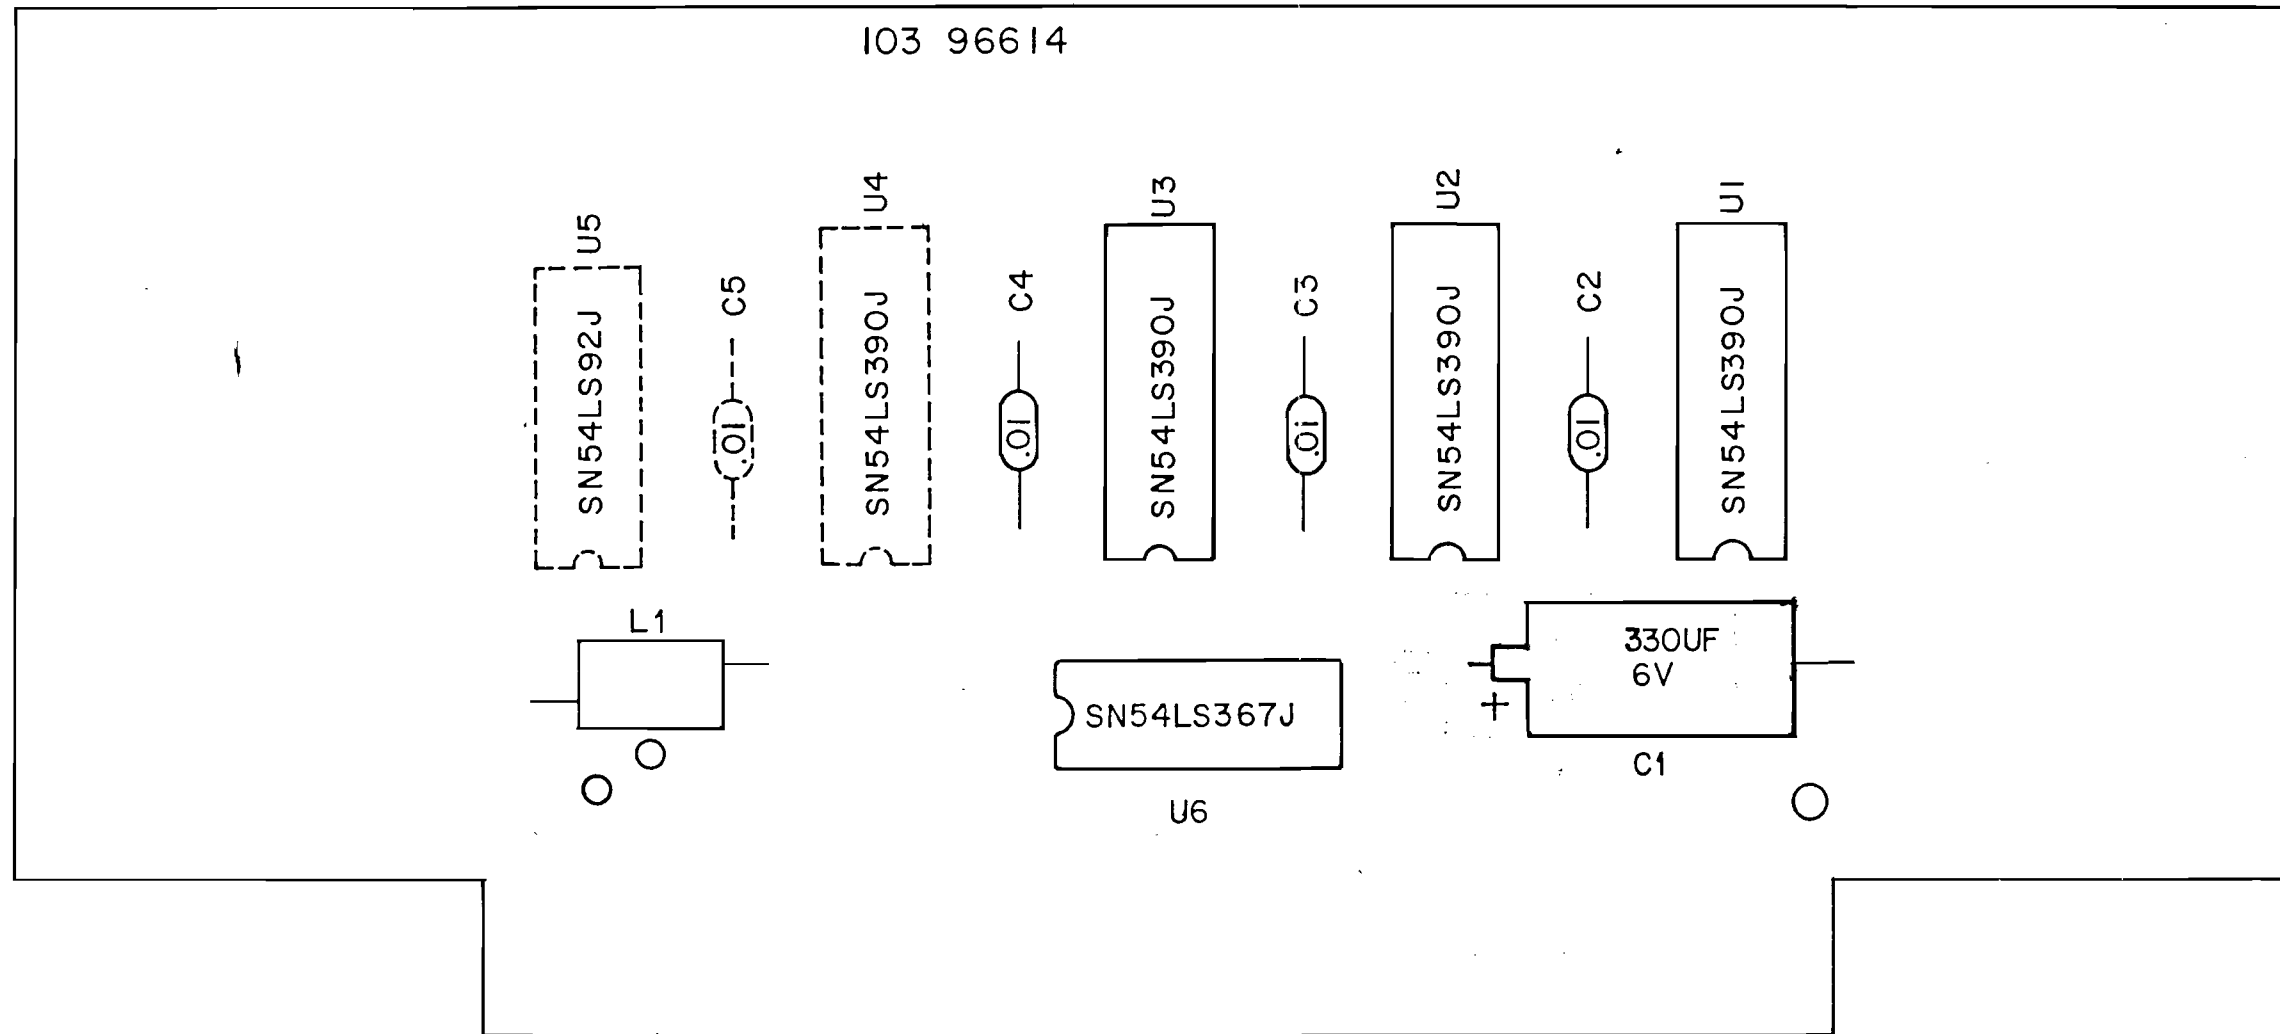 103 96614
U5
U4
U3
U2
U1
SN54LS92J
C5
.01
SN54LS390J
C4
.01
SN54LS390J
C3
.01
SN54LS390J
C2
.01
SN54LS390J
L1
330UF
6V
+
C1
SN54LS367J
U6